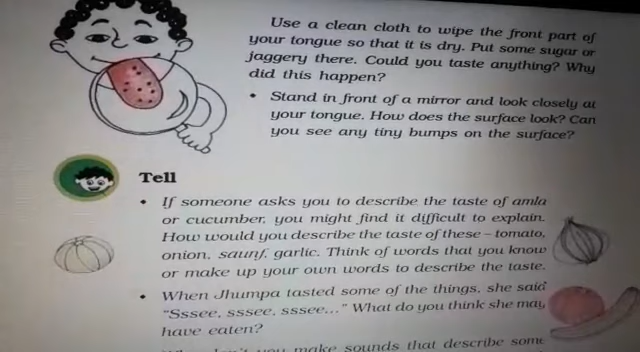 Use a clean cloth to wipe the front part of
your tongue so that it is dry. Put some sugar or
jaggery there. Could you taste anything? Why
did this happen?
• Stand in front of a mirror and look closely at
your tongue. How does the surface look? Can
you see any tiny bumps on the surface?
Tell
• If someone asks you to describe the taste of amla
or cucumber, you might find it difficult to explain.
How would you describe the taste of these – tomato,
onion, saunf, garlic. Think of words that you know
or make up your own words to describe the taste.
• When Jhumpa tasted some of the things, she said
“Sssee, sssee, sssee...” What do you think she may
have eaten?
you make sounds that describe some